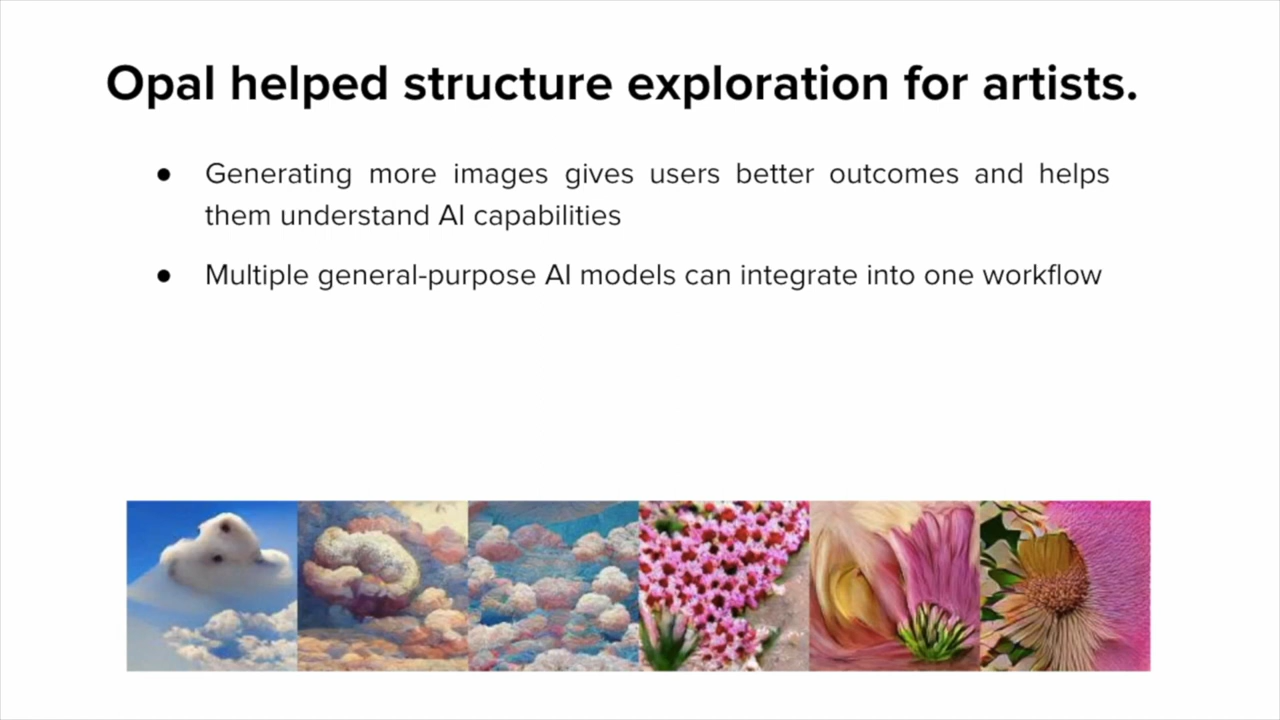 Opal helped structure exploration for artists.
● Generating more images gives users better outcomes and helps
them understand AI capabilities
● Multiple general-purpose AI models can integrate into one workflow